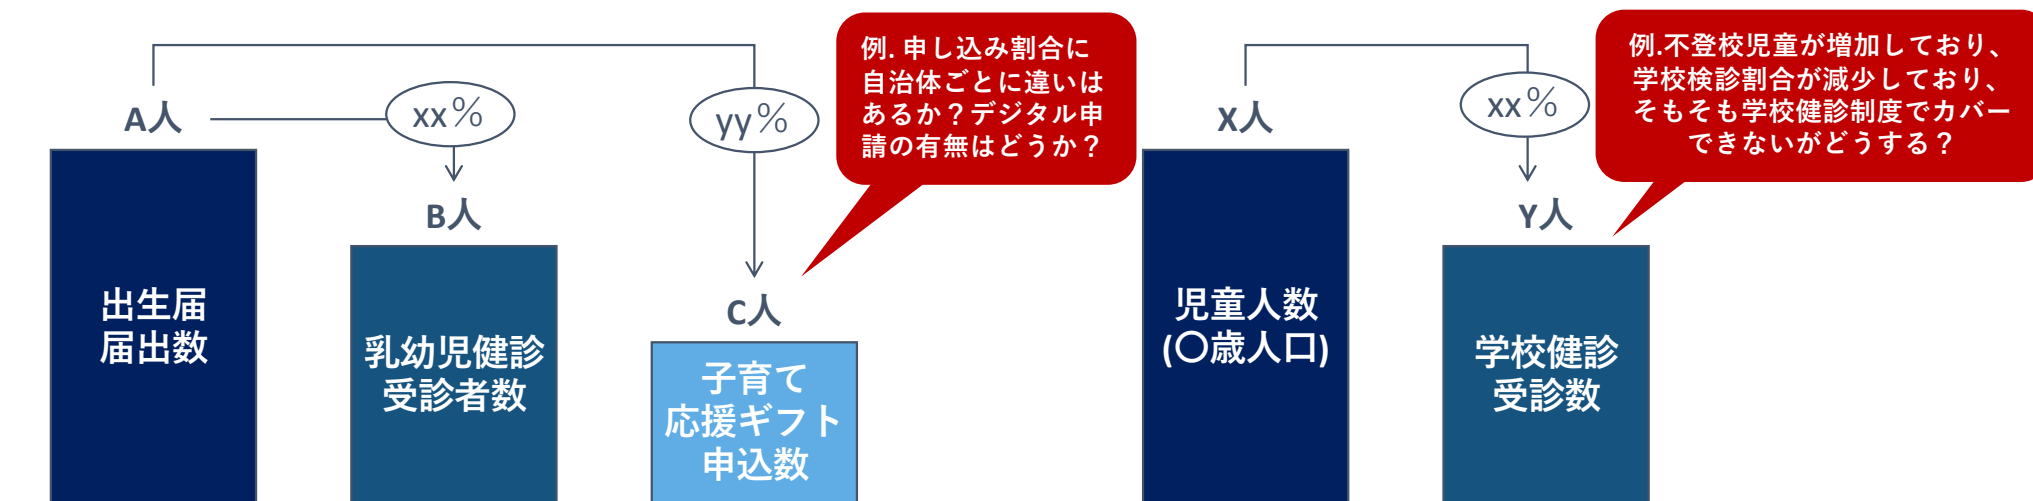 A人
xx%
yy%
例. 申し込み割合に
自治体ごとに違いは
あるか？デジタル申
請の有無はどうか？
B人
C人
出生届
届出数
乳幼児健診
受診者数
子育て
応援ギフト
申込数
X人
xx%
例.不登校児童が増加しており、
学校検診割合が減少しており、
そもそも学校健診制度でカバー
できないがどうする？
Y人
児童人数
(〇歳人口)
学校健診
受診数